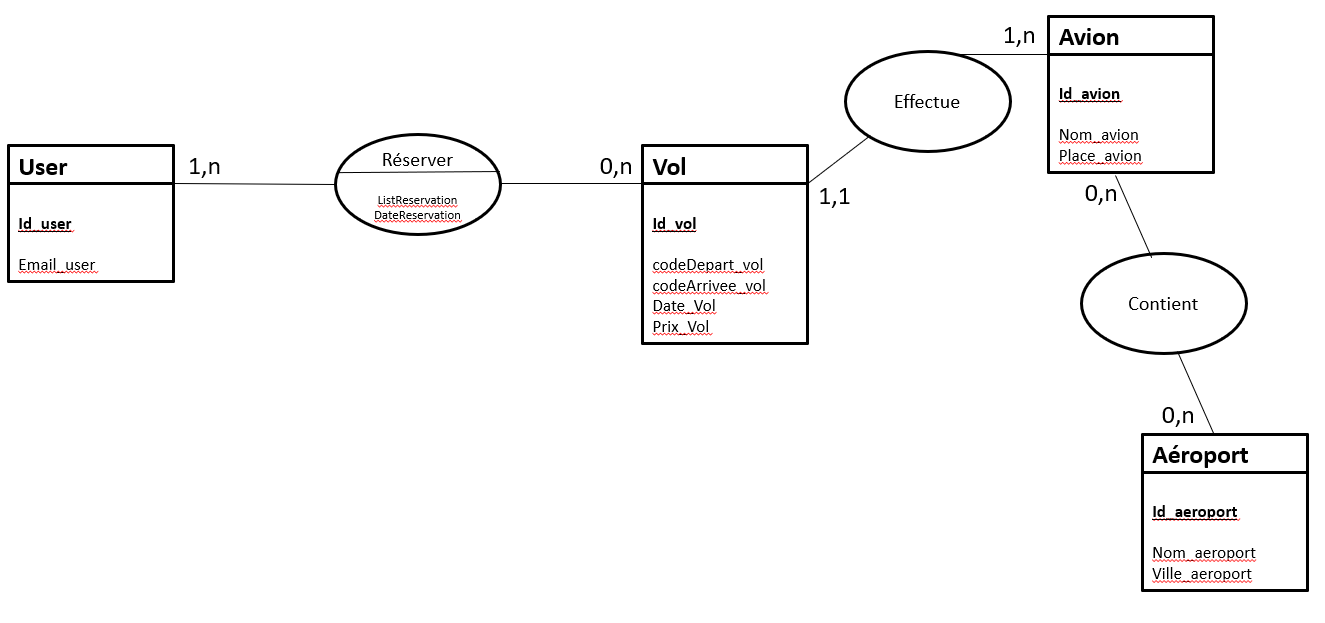 User
Id_user
Email_user
1,n
Réserver
ListReservation
DateReservation
0,n
Vol
Id_vol
codeDepart_vol
codeArrivee_vol
Date_Vol
Prix_Vol
1,1
Effectue
1,n
Avion
Id_avion
Nom_avion
Place_avion
0,n
Contient
0,n
Aéroport
Id_aeroport
Nom_aeroport
Ville_aeroport